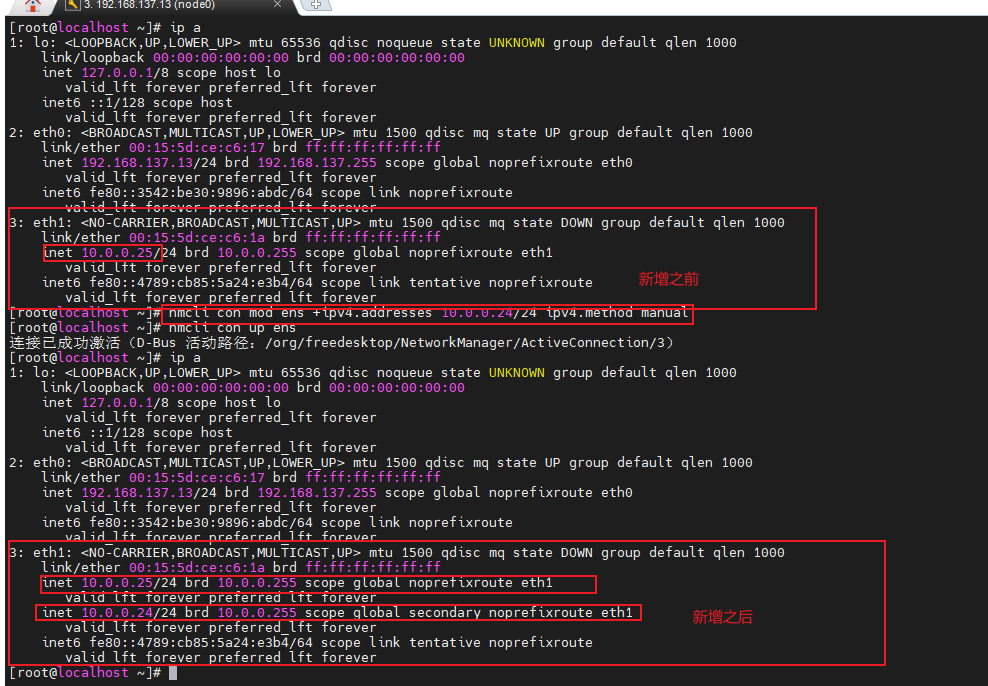 3. 192.168.137.13 (node0)
[root@localhost ~]# ip a
1: lo: <LOOPBACK,UP,LOWER_UP> mtu 65536 qdisc noqueue state UNKNOWN group default qlen 1000
link/loopback 00:00:00:00:00:00 brd 00:00:00:00:00:00
inet 127.0.0.1/8 scope host lo
valid_lft forever preferred_lft forever
inet6 ::1/128 scope host
valid_lft forever preferred_lft forever
2: eth0: <BROADCAST,MULTICAST,UP,LOWER_UP> mtu 1500 qdisc mq state UP group default qlen 1000
link/ether 00:15:5d:ce:c6:17 brd ff:ff:ff:ff:ff:ff
inet 192.168.137.13/24 brd 192.168.137.255 scope global noprefixroute eth0
valid_lft forever preferred_lft forever
inet6 fe80::3542:be30:9896:abdc/64 scope link noprefixroute
valid_lft forever preferred_lft forever
3: eth1: <NO-CARRIER,BROADCAST,MULTICAST,UP> mtu 1500 qdisc mq state DOWN group default qlen 1000
link/ether 00:15:5d:ce:c6:1a brd ff:ff:ff:ff:ff:ff
inet 10.0.0.25/24 brd 10.0.0.255 scope global noprefixroute eth1
valid_lft forever preferred_lft forever
inet6 fe80::4789:cb85:5a24:e3b4/64 scope link tentative noprefixroute
新增之前
valid_lft forever preferred_lft forever
[root@localhost ~]# nmcli con mod ens +ipv4.addresses 10.0.0.24/24 ipv4.method manual
[root@localhost ~]# nmcli con up ens
连接已成功激活（D-Bus 活动路径：/org/freedesktop/NetworkManager/ActiveConnection/3）
[root@localhost ~]# ip a
1: lo: <LOOPBACK,UP,LOWER_UP> mtu 65536 qdisc noqueue state UNKNOWN group default qlen 1000
link/loopback 00:00:00:00:00:00 brd 00:00:00:00:00:00
inet 127.0.0.1/8 scope host lo
valid_lft forever preferred_lft forever
inet6 ::1/128 scope host
valid_lft forever preferred_lft forever
2: eth0: <BROADCAST,MULTICAST,UP,LOWER_UP> mtu 1500 qdisc mq state UP group default qlen 1000
link/ether 00:15:5d:ce:c6:17 brd ff:ff:ff:ff:ff:ff
inet 192.168.137.13/24 brd 192.168.137.255 scope global noprefixroute eth0
valid_lft forever preferred_lft forever
inet6 fe80::3542:be30:9896:abdc/64 scope link noprefixroute
valid_lft forever preferred_lft forever
3: eth1: <NO-CARRIER,BROADCAST,MULTICAST,UP> mtu 1500 qdisc mq state DOWN group default qlen 1000
link/ether 00:15:5d:ce:c6:1a brd ff:ff:ff:ff:ff:ff
inet 10.0.0.25/24 brd 10.0.0.255 scope global noprefixroute eth1
valid_lft forever preferred_lft forever
inet 10.0.0.24/24 brd 10.0.0.255 scope global secondary noprefixroute eth1
新增之后
valid_lft forever preferred_lft forever
inet6 fe80::4789:cb85:5a24:e3b4/64 scope link tentative noprefixroute
valid_lft forever preferred_lft forever
[root@localhost ~]#